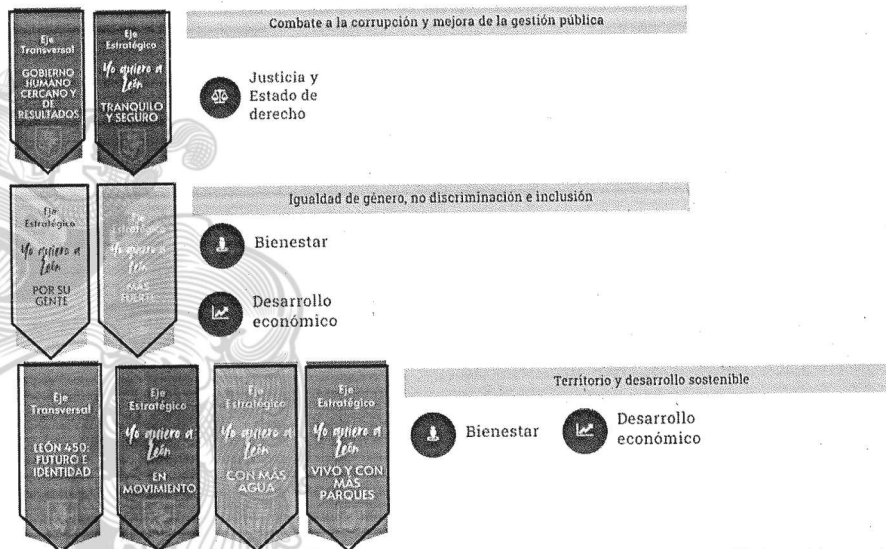 Combate a la corrupción y mejora de la gestión pública
Eje
Transversal
GOBIERNO
HUMANO
CERCANO Y
DE
RESULTADOS
Eje
Estratégico
Yo quiero a
León
TRANQUILO
Y SEGURO
Justicia y
Estado de
derecho
Igualdad de género, no discriminación e inclusión
Eje
Estratégico
Yo quiero a
León
POR SU
GENTE
Eje
Estratégico
Yo quiero a
León
MÁS
FUERTE
Bienestar
Desarrollo
económico
Territorio y desarrollo sostenible
Eje
Transversal
LEÓN 450:
FUTURO E
IDENTIDAD
Eje
Estratégico
Yo quiero a
León
EN
MOVIMIENTO
Eje
Estratégico
Yo quiero a
León
CON MÁS
AGUA
Eje
Estratégico
Yo quiero a
León
VIVO Y CON
MÁS
PARQUES
Bienestar
Desarrollo
económico